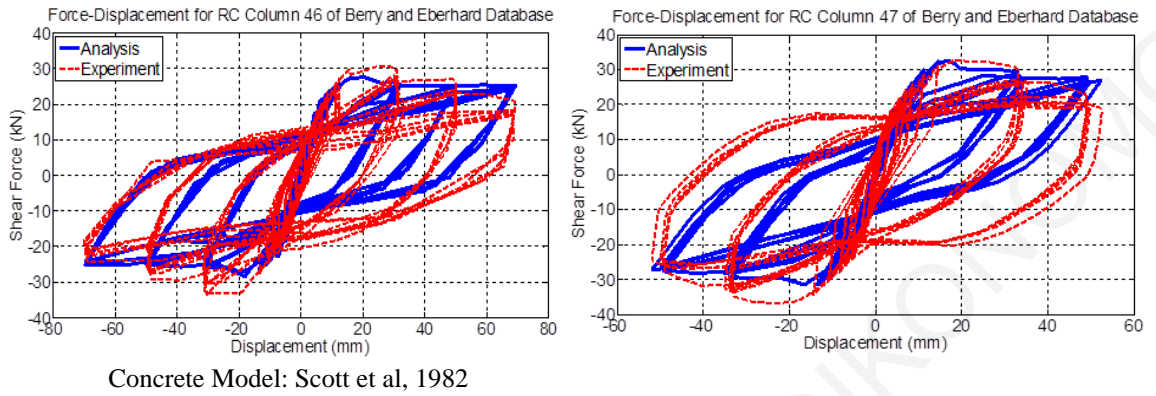 Force-Displacement for RC Column 46 of Berry and Eberhard Database
Analysis
Experiment
40
30
20
10
0
-10
-20
-30
-40
Shear Force (kN)
-80 -60 -40 -20 0 20 40 60 80
Displacement (mm)
Concrete Model: Scott et al, 1982
Force-Displacement for RC Column 47 of Berry and Eberhard Database
Analysis
Experiment
40
30
20
10
0
-10
-20
-30
-40
Shear Force (kN)
-60 -40 -20 0 20 40 60
Displacement (mm)